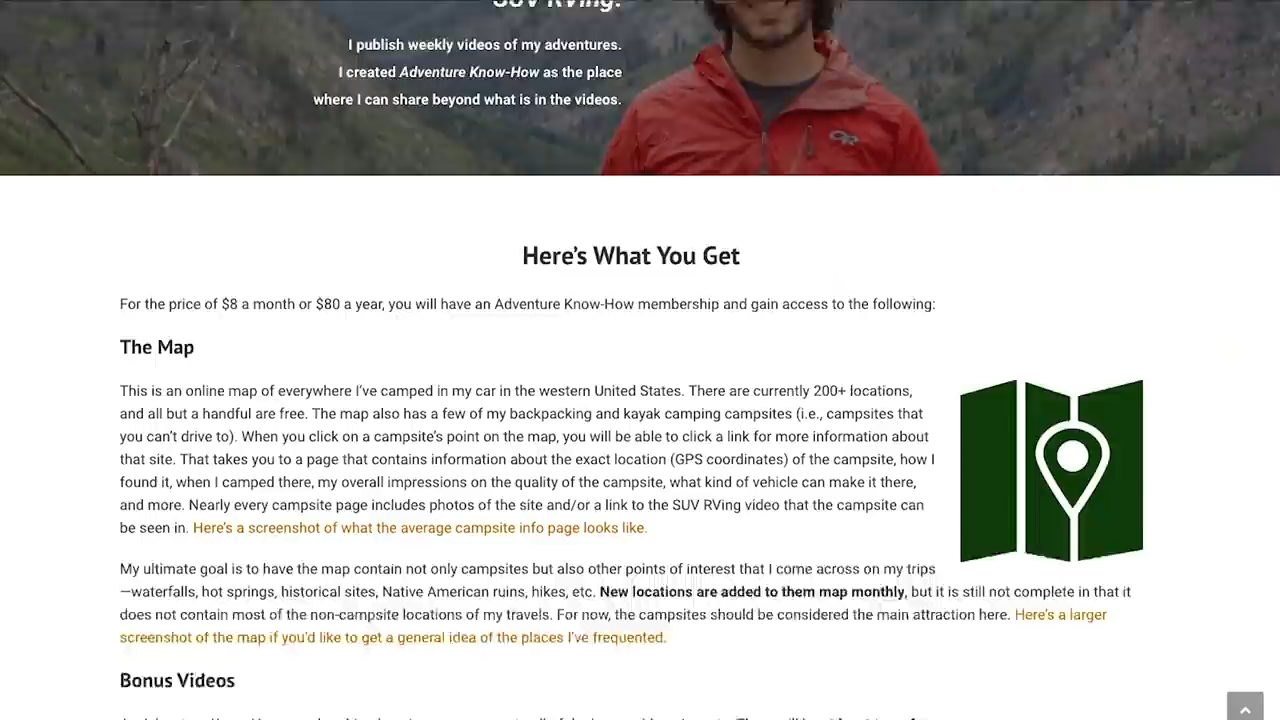 SUV RVing.
I publish weekly videos of my adventures.
I created Adventure Know-How as the place
where I can share beyond what is in the videos.
OR
Here's What You Get
For the price of $8 a month or $80 a year, you will have an Adventure Know-How membership and gain access to the following:
The Map
This is an online map of everywhere I've camped in my car in the western United States. There are currently 200+ locations,
and all but a handful are free. The map also has a few of my backpacking and kayak camping campsites (i.e., campsites that
you can't drive to). When you click on a campsite's point on the map, you will be able to click a link for more information about
that site. That takes you to a page that contains information about the exact location (GPS coordinates) of the campsite, how I
found it, when I camped there, my overall impressions on the quality of the campsite, what kind of vehicle can make it there,
and more. Nearly every campsite page includes photos of the site and/or a link to the SUV RVing video that the campsite can
be seen in. Here's a screenshot of what the average campsite info page looks like.
My ultimate goal is to have the map contain not only campsites but also other points of interest that I come across on my trips
—waterfalls, hot springs, historical sites, Native American ruins, hikes, etc. New locations are added to them map monthly, but it is still not complete in that it
does not contain most of the non-campsite locations of my travels. For now, the campsites should be considered the main attraction here. Here's a larger
screenshot of the map if you'd like to get a general idea of the places I've frequented.
Bonus Videos